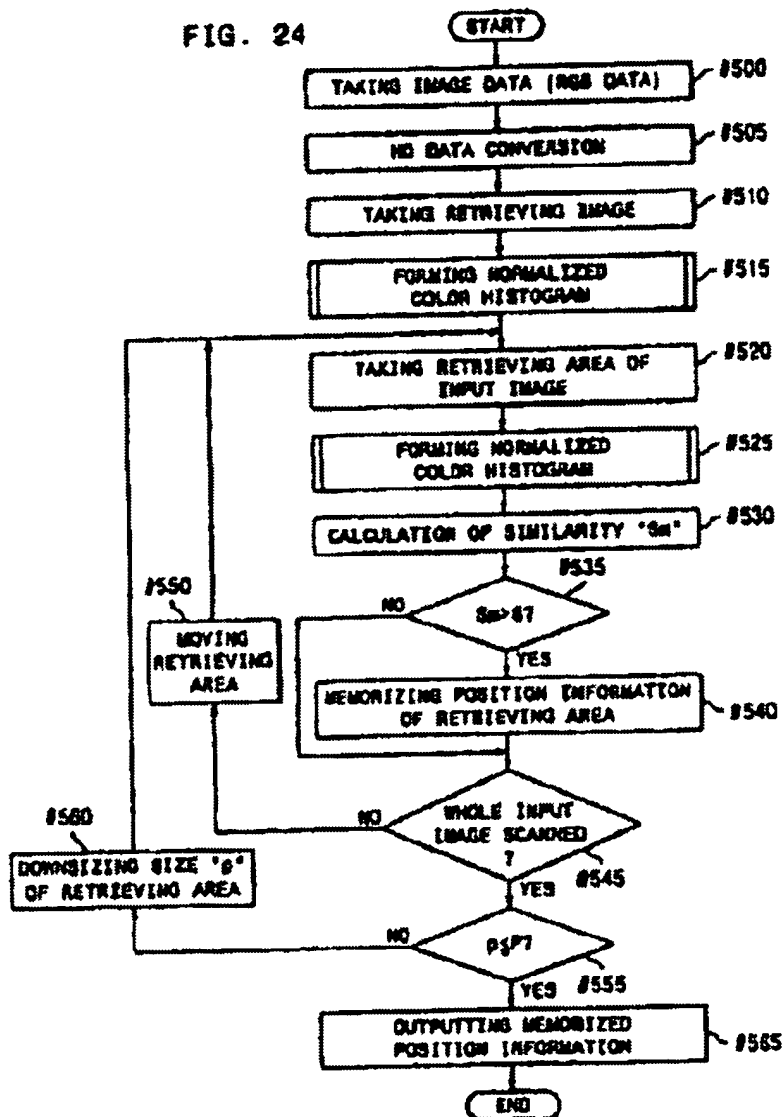 FIG. 24
START
TAKING IMAGE DATA (RGB DATA)
#500
HD DATA CONVERSION
#505
TAKING RETRIEVING IMAGE
#510
FORMING NORMALIZED
COLOR HISTOGRAM
#515
TAKING RETRIEVING AREA OF
INPUT IMAGE
#520
FORMING NORMALIZED
COLOR HISTOGRAM
#525
CALCULATION OF SIMILARITY "Sm"
#530
#535
NO
YES
#550
MOVING
RETRIEVING
AREA
MEMORIZING POSITION INFORMATION
OF RETRIEVING AREA
#540
NO
WHOLE INPUT
IMAGE SCANNED
?
#545
YES
#560
DOWNSIZING SIZE "p"
OF RETRIEVING AREA
NO
p≤P?
#555
YES
OUTPUTTING MEMORIZED
POSITION INFORMATION
#565
END